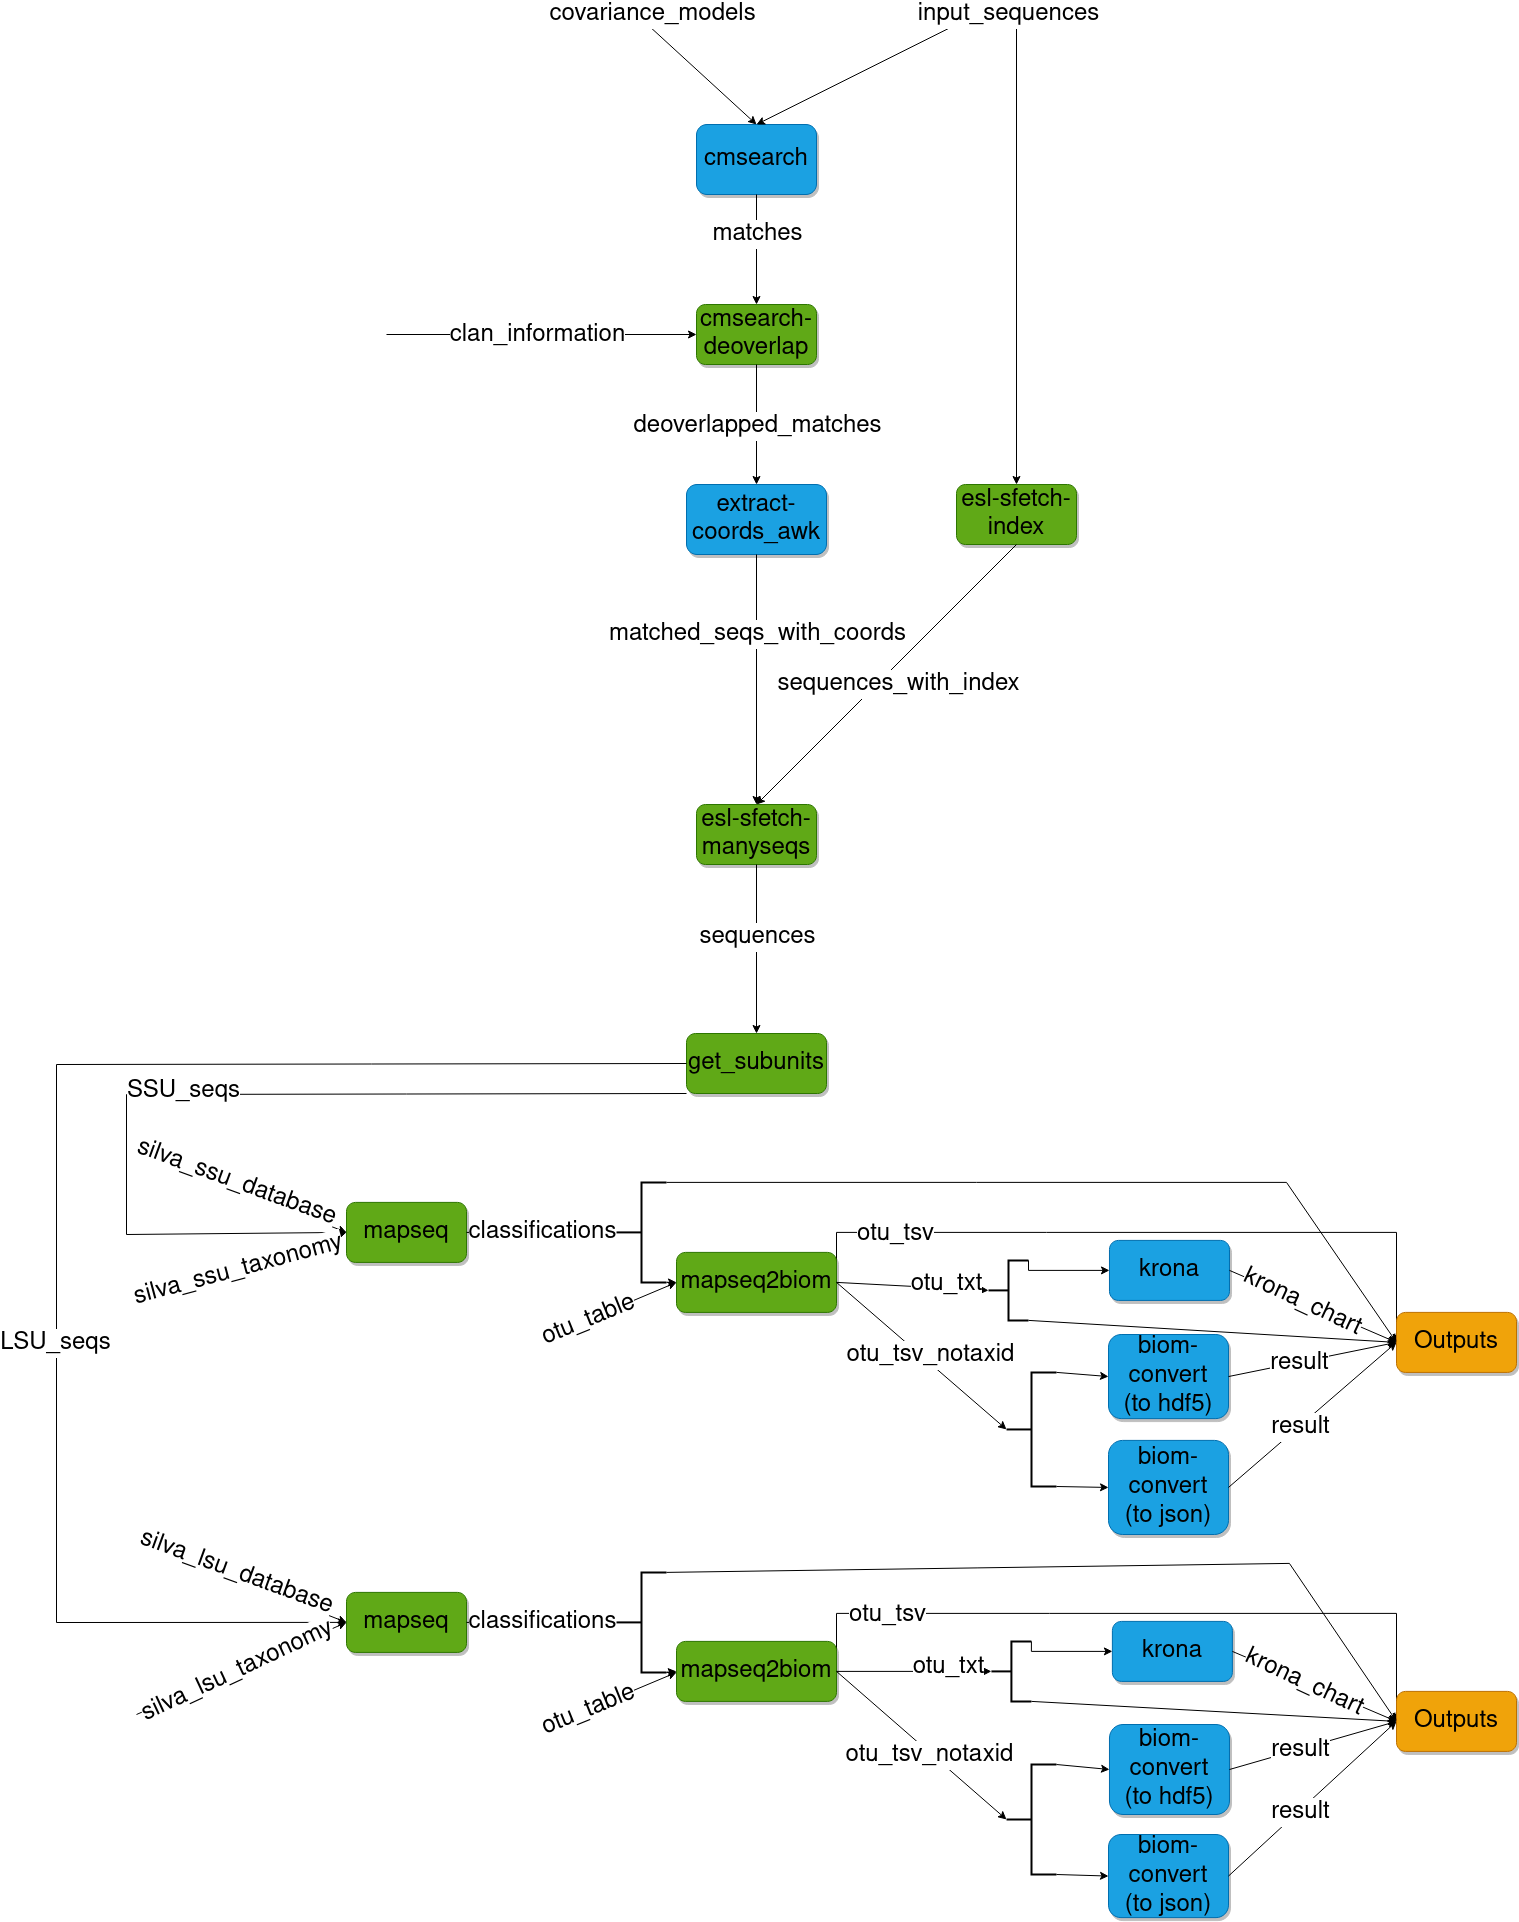 covariance_models
input_sequences
cmsearch
matches
clan_information
cmsearch-
deoverlap
deoverlapped_matches
extract-
coords_awk
esl-sfetch-
index
matched_seqs_with_coords
sequences_with_index
esl-sfetch-
manyseqs
sequences
get_subunits
SSU_seqs
silva_ssu_database
silva_ssu_taxonomy
mapseq
classifications
otu_table
mapseq2biom
otu_tsv
otu_txt
otu_tsv_notaxid
krona
krona_chart
biom-
convert
(to hdf5)
result
biom-
convert
(to json)
result
Outputs
LSU_seqs
silva_lsu_database
silva_lsu_taxonomy
mapseq
classifications
otu_table
mapseq2biom
otu_tsv
otu_txt
otu_tsv_notaxid
krona
krona_chart
biom-
convert
(to hdf5)
result
biom-
convert
(to json)
result
Outputs